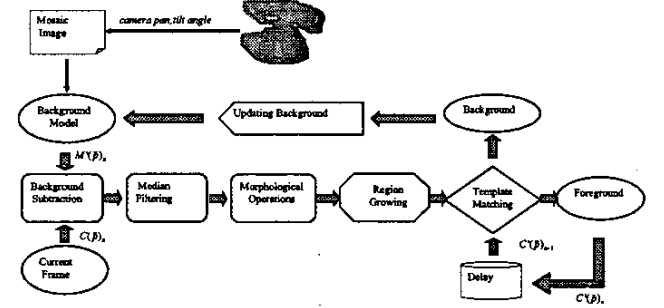 Mosaic
Image
camera pan, tilt angle
Background
Model
Updating Background
Background
M'(p)n
Background
Subtraction
Median
Filtering
Morphological
Operations
Region
Growing
Template
Matching
Foreground
C(p)n
C'(p)n-1
Current
Frame
Delay
C'(p)n